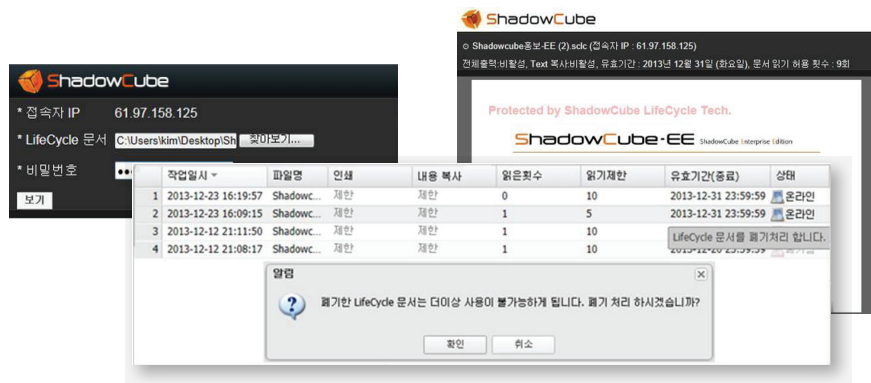 ShadowCube
* 접속자 IP 61.97.158.125
* LifeCycle 문서 C:\Users\kim\Desktop\Sh 찾아보기...
* 비밀번호
보기
ShadowCube
Shadowcube홍보-EE (2).sclc (접속자 IP : 61.97.158.125)
전체출력:비활성, Text 복사:비활성, 유효기간 : 2013년 12월 31일 (화요일), 문서 읽기 허용 횟수 : 9회
Protected by ShadowCube LifeCycle Tech.
ShadowCube-EE ShadowCube Enterprise Edition
작업일시 파일명 인쇄 내용 복사 읽은횟수 읽기제한 유효기간(종료) 상태
1 2013-12-23 16:19:57 Shadowc... 제한 제한 0 10 2013-12-31 23:59:59 온라인
2 2013-12-23 16:09:15 Shadowc... 제한 제한 1 5 2013-12-31 23:59:59 온라인
3 2013-12-12 21:11:50 Shadowc... 제한 제한 1 10
LifeCycle 문서를 폐기처리 합니다.
4 2013-12-12 21:08:17 Shadowc... 제한 제한 1 10
알림
폐기한 LifeCycle 문서는 더이상 사용이 불가능하게 됩니다. 폐기 처리 하시겠습니까?
확인 취소